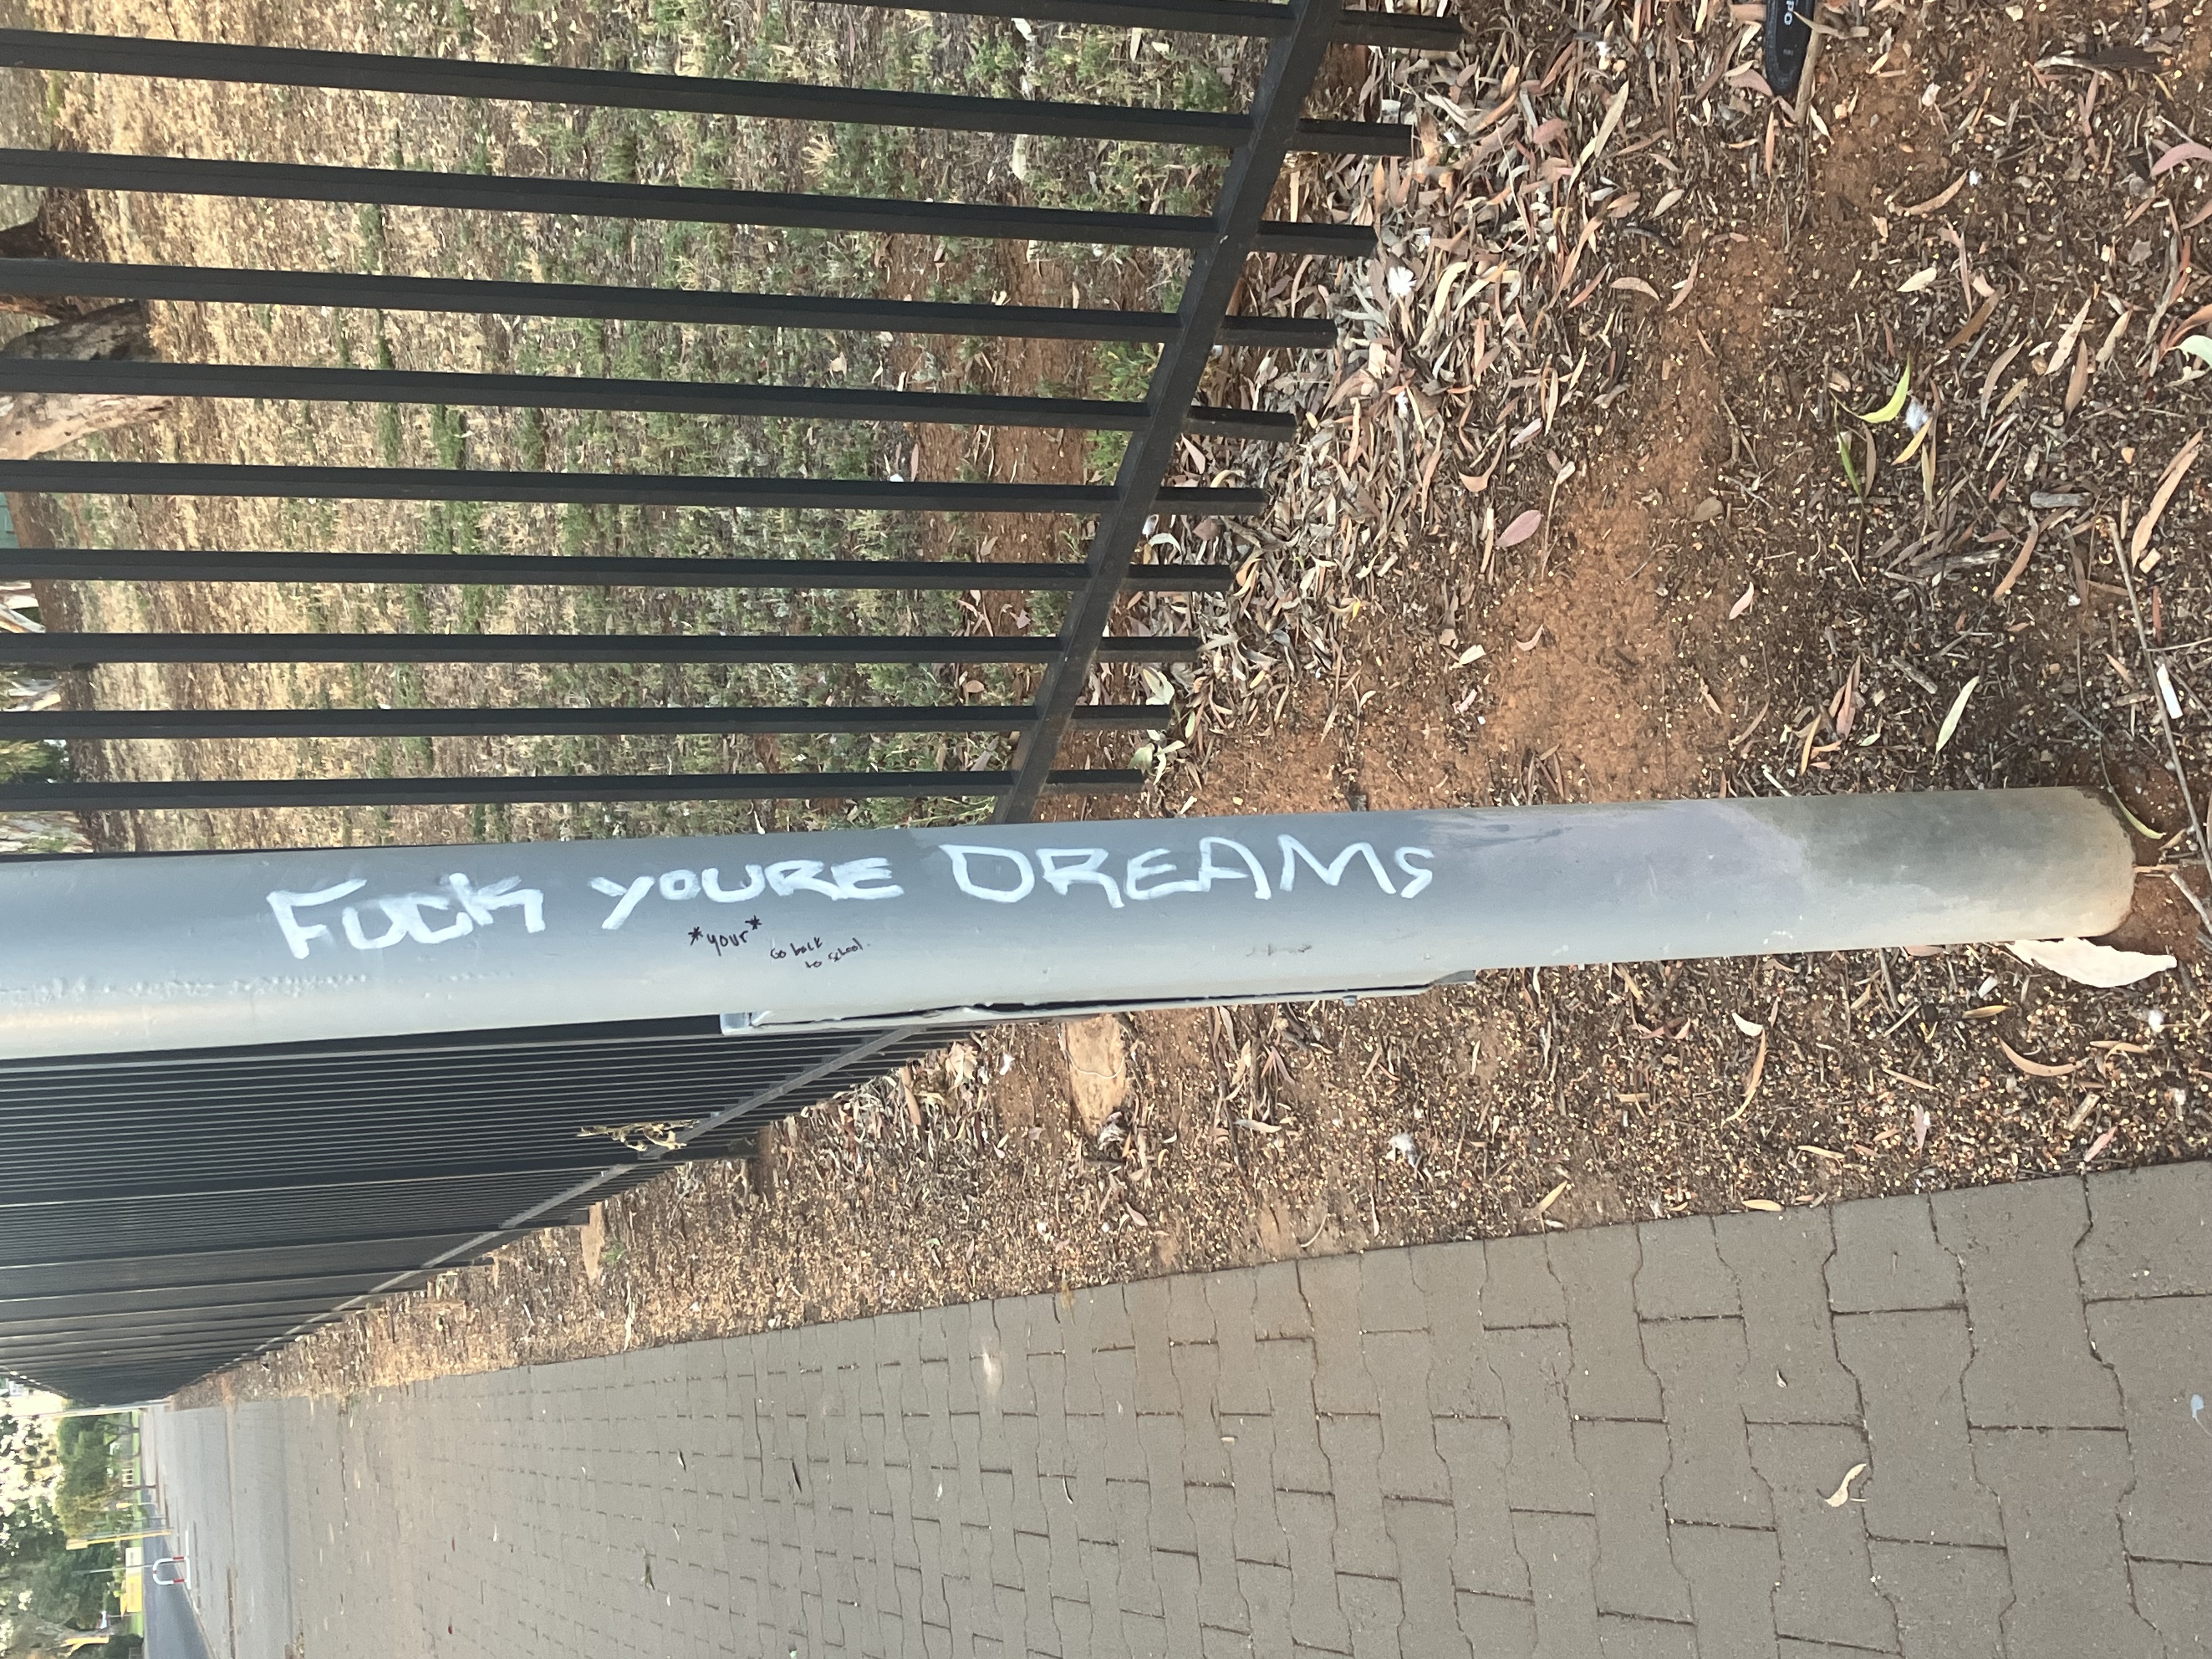 FUCK YOURE DREAMS
*your*
Go back
to school.